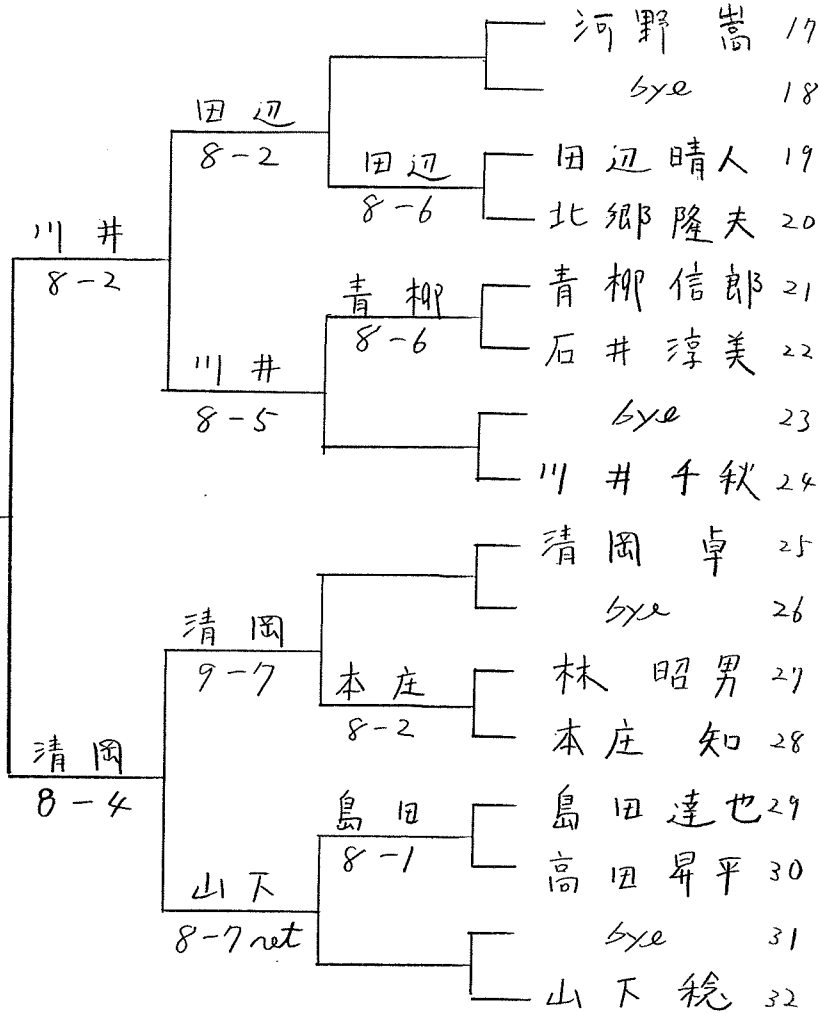 河野 嵩 17
bye 18
田辺
8-2
田辺晴人 19
田辺
8-6
北郷隆夫 20
川井
8-2
青柳
8-6
青柳信郎 21
石井淳美 22
川井
8-5
bye 23
川井千秋 24
清岡 卓 25
bye 26
清岡
9-7
林 昭男 27
本庄
8-2
本庄 知 28
清岡
8-4
島田
8-1
島田達也 29
高田昇平 30
山下
8-7 ret
bye 31
山下稔 32